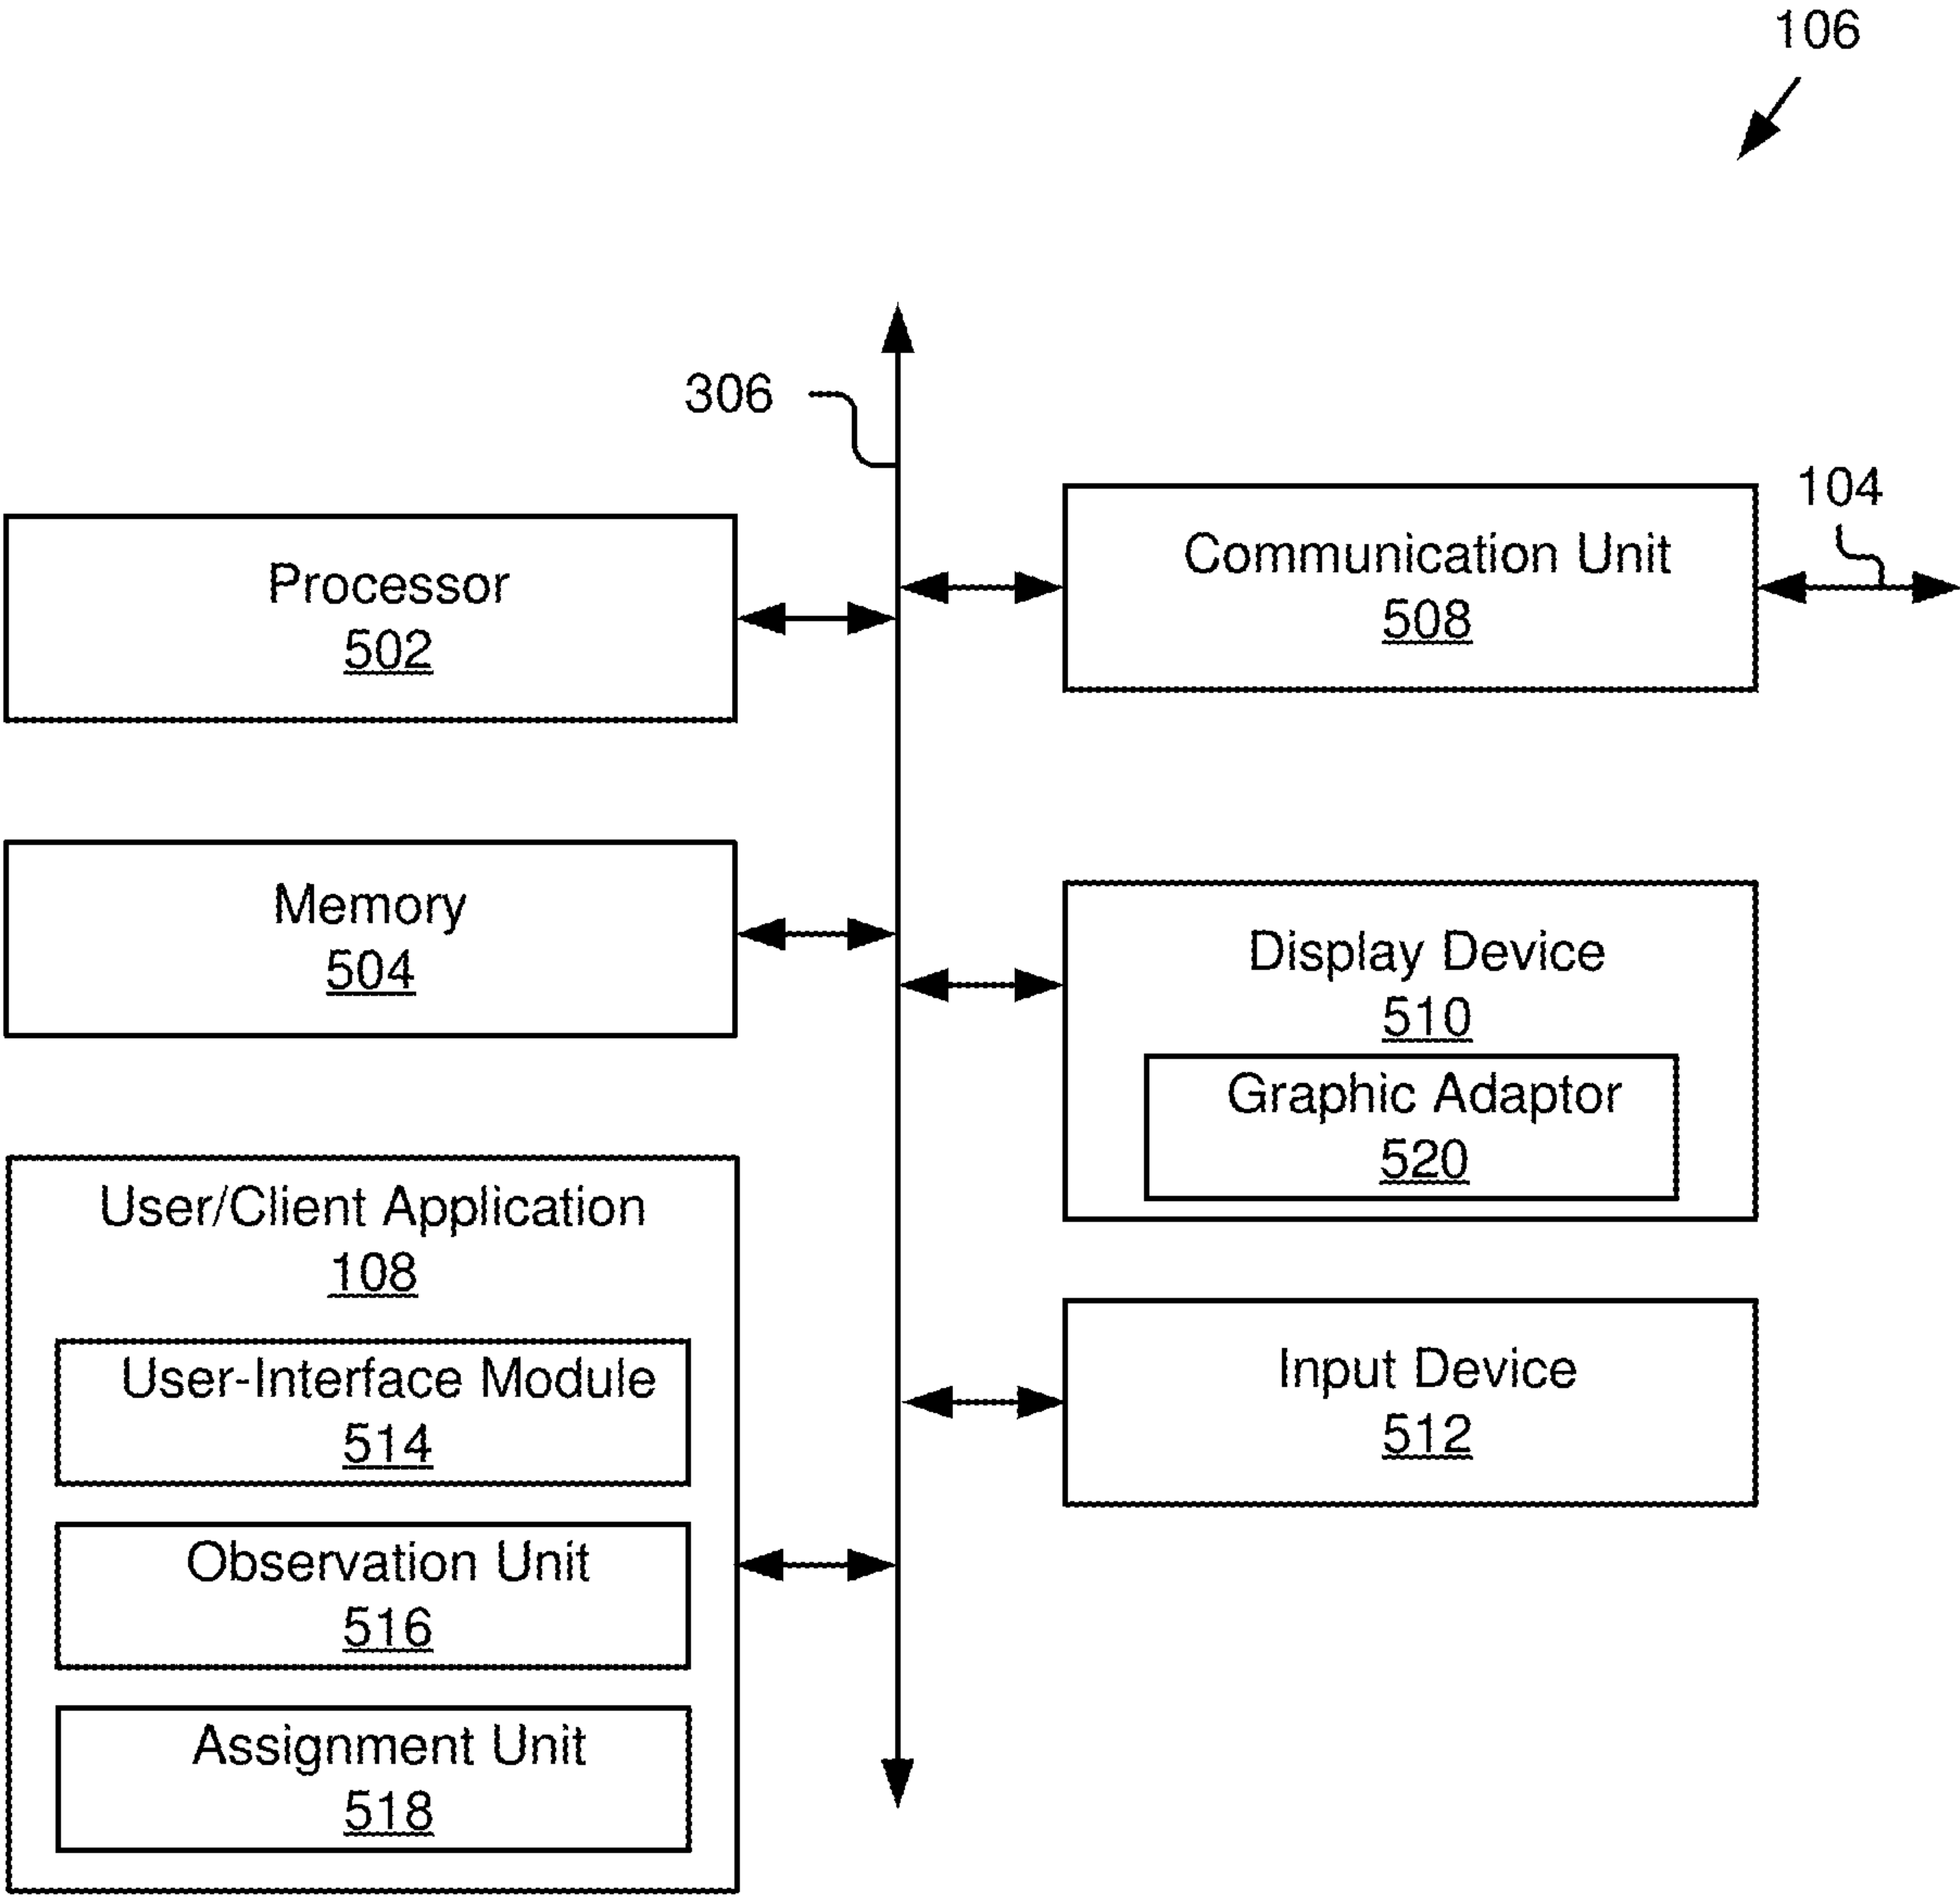 106
306
104
Processor
502
Communication Unit
508
Memory
504
Display Device
510
Graphic Adaptor
520
User/Client Application
108
User-Interface Module
514
Observation Unit
516
Assignment Unit
518
Input Device
512